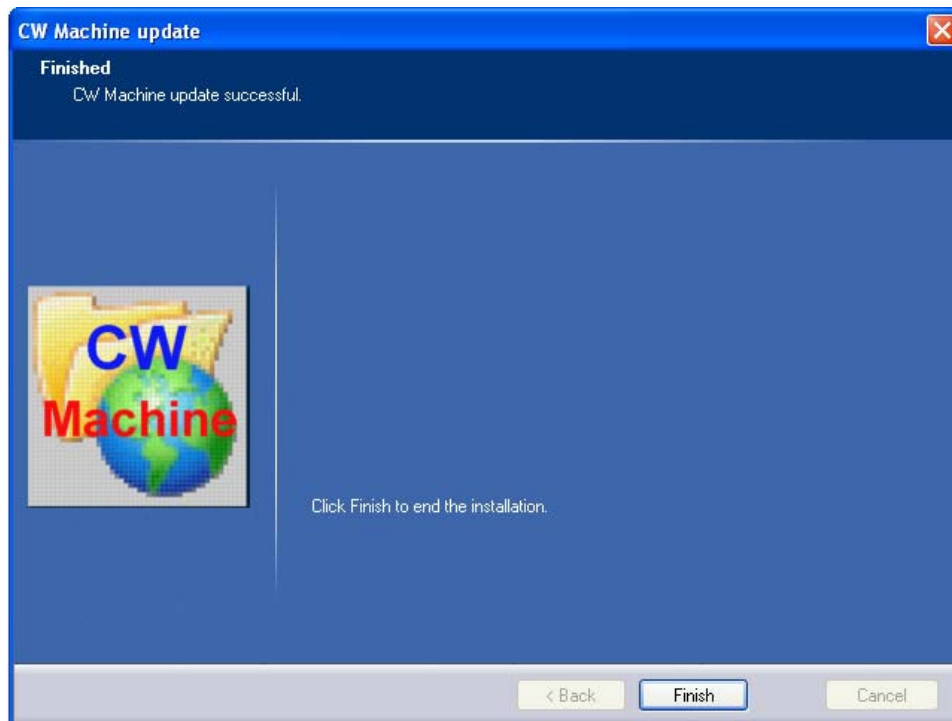 CW Machine update
Finished
CW Machine update successful.
CW
Machine
Click Finish to end the installation.
< Back
Finish
Cancel